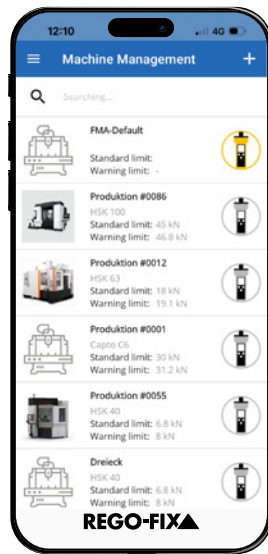 12:10
4G
Machine Management
Searching...
FMA-Default
Standard limit:
Warning limit: -
Produktion #0086
HSK 100
Standard limit: 45 kN
Warning limit: 46.8 kN
Produktion #0012
HSK 63
Standard limit: 18 kN
Warning limit: 19.1 kN
Produktion #0001
Capto C6
Standard limit: 30 kN
Warning limit: 31.2 kN
Produktion #0055
HSK 40
Standard limit: 6.8 kN
Warning limit: 8 kN
Dreieck
HSK 40
Standard limit: 6.8 kN
Warning limit: 8 kN
REGO-FIX